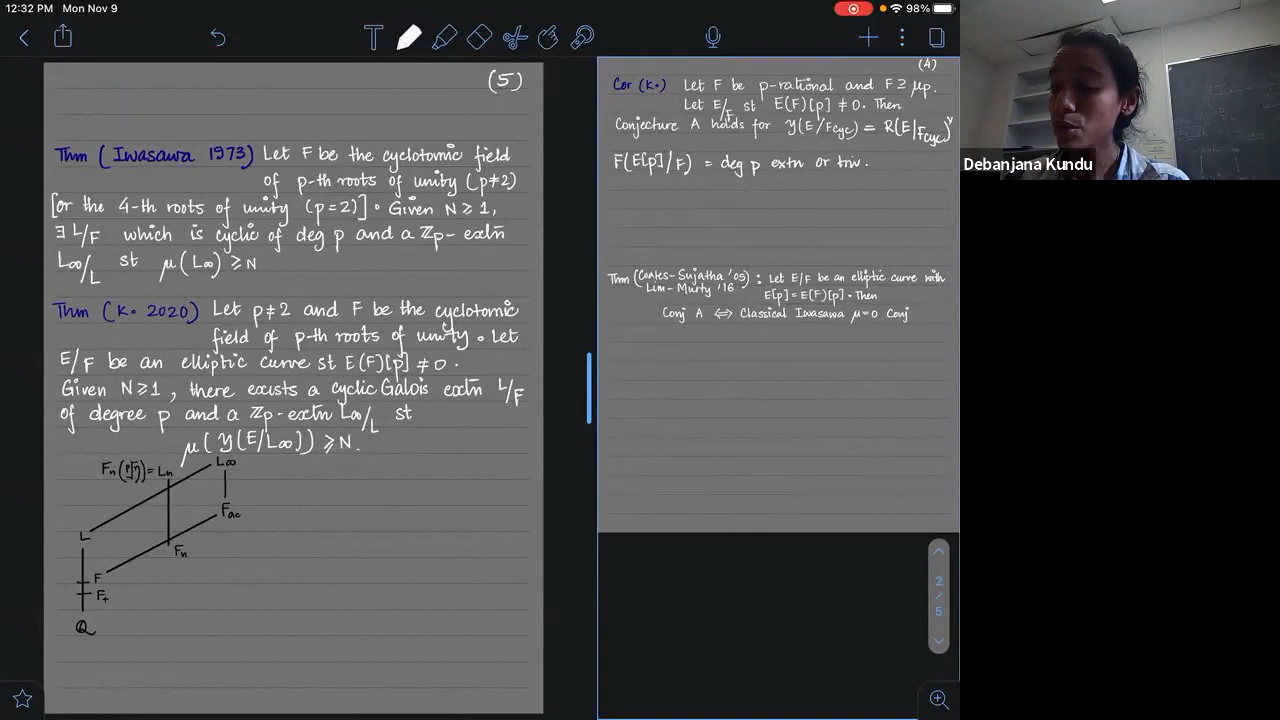 12:32 PM Mon Nov 9
98%
(5)
Thm (Iwasawa 1973) Let F be the cyclotomic field
of p-th roots of unity (p≠2)
[or the 4-th roots of unity (p=2)]. Given N≥1,
∃ L/F which is cyclic of deg p and a ℤp-extn
L∞/L st μ(L∞) ≥ N
Thm (K. 2020) Let p≠2 and F be the cyclotomic
field of p-th roots of unity. Let
E/F be an elliptic curve st E(F)[p] ≠ 0.
Given N≥1, there exists a cyclic Galois extn L/F
of degree p and a ℤp-extn L∞/L st
μ(Y(E/L∞)) ≥ N.
= Ln
L∞
Fac
L
Fn
F
F+
Q
(4)
Cor (K.) Let F be p-rational and F ⊇ μp.
Let E/F st E(F)[p] ≠ 0. Then
Conjecture A holds for Y(E/Fcyc) = R(E/Fcyc)^∨
F(E[p]/F) = deg p extn or triv.
Thm (Coates-Sujatha '05) : Let E/F be an elliptic curve with
Lim-Murty '16
E[p] = E(F)[p]. Then
Conj A ⟺ Classical Iwasawa μ=0 Conj
2
/
5
Debanjana Kundu